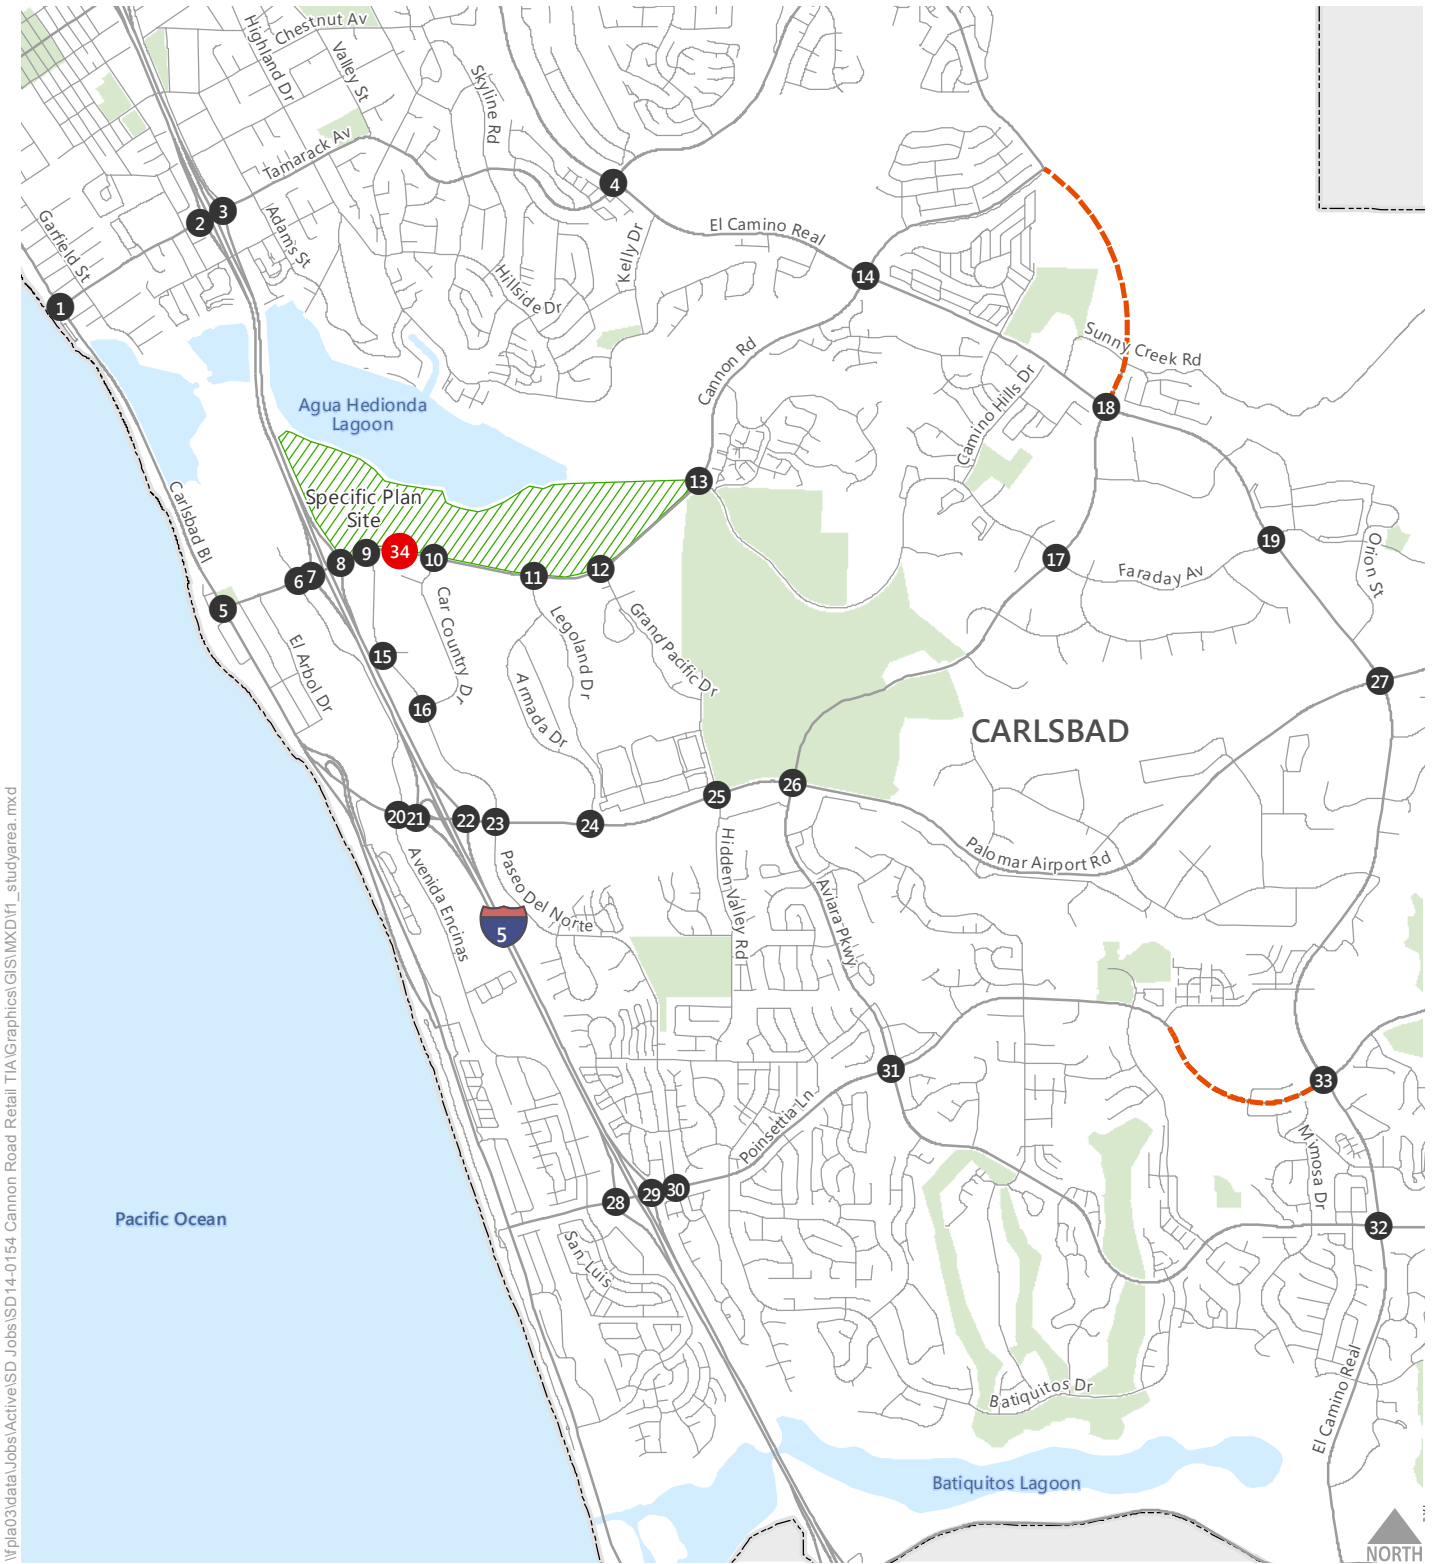 Chestnut Av
Highland Dr
Valley St
Skyline Rd
Tamarack Av
4
3
2
Garfield St
Adams St
Kelly Dr
El Camino Real
Hillside Dr
14
1
Sunny Creek Rd
Cannon Rd
Camino Hills Dr
Agua Hedionda
Lagoon
18
13
Carlsbad Bl
Specific Plan
Site
34
19
Orion St
9
10
8
17
12
11
7
6
Faraday Av
5
Car Country Dr
Legoland Dr
Grand Pacific Dr
El Arbol Dr
15
Armada Dr
27
16
CARLSBAD
26
25
20
21
22
23
24
Avenida Encinas
Paseo Del Norte
Hidden Valley Rd
Palomar Airport Rd
Aviara Pkwy
5
31
33
Poinsettia Ln
Mimosa Dr
28
29
30
Pacific Ocean
32
San Luis
Batiquitos Dr
El Camino Real
Batiquitos Lagoon
NORTH
\\fpla03\data\Jobs\Active\SD Jobs\SD14-0154 Cannon Road Retail TIA\Graphics\GIS\MXD\f1_studyarea.mxd